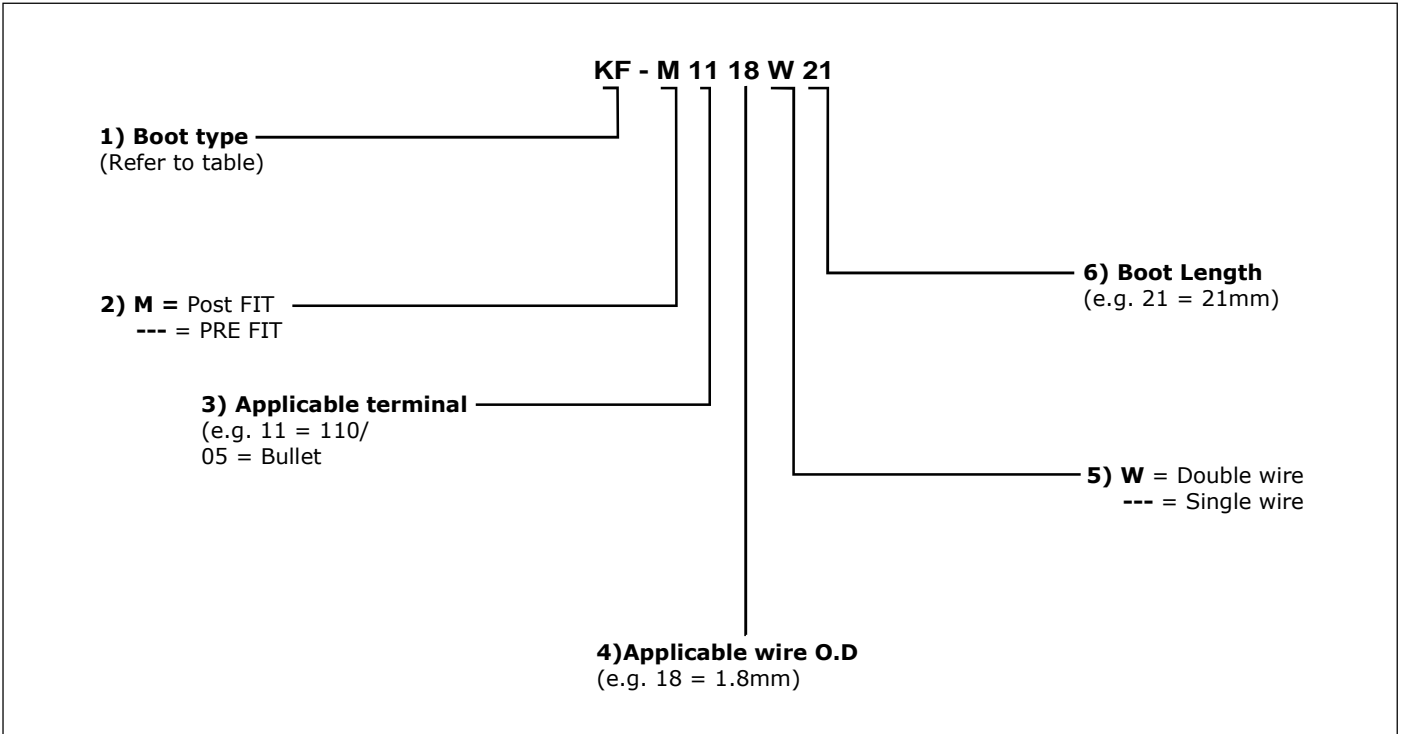 KF - M 11 18 W 21
1) Boot type
(Refer to table)
2) M = Post FIT
--- = PRE FIT
3) Applicable terminal
(e.g. 11 = 110/
05 = Bullet
4)Applicable wire O.D
(e.g. 18 = 1.8mm)
5) W = Double wire
--- = Single wire
6) Boot Length
(e.g. 21 = 21mm)